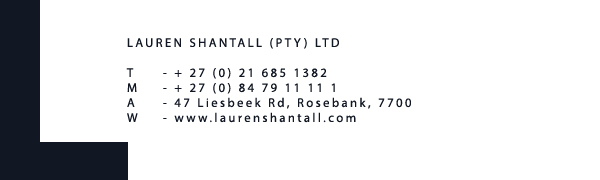 LAUREN SHANTALL (PTY) LTD
T - + 27 (0) 21 685 1382
M - + 27 (0) 84 79 11 11 1
A - 47 Liesbeek Rd, Rosebank, 7700
W - www.laurenshantall.com